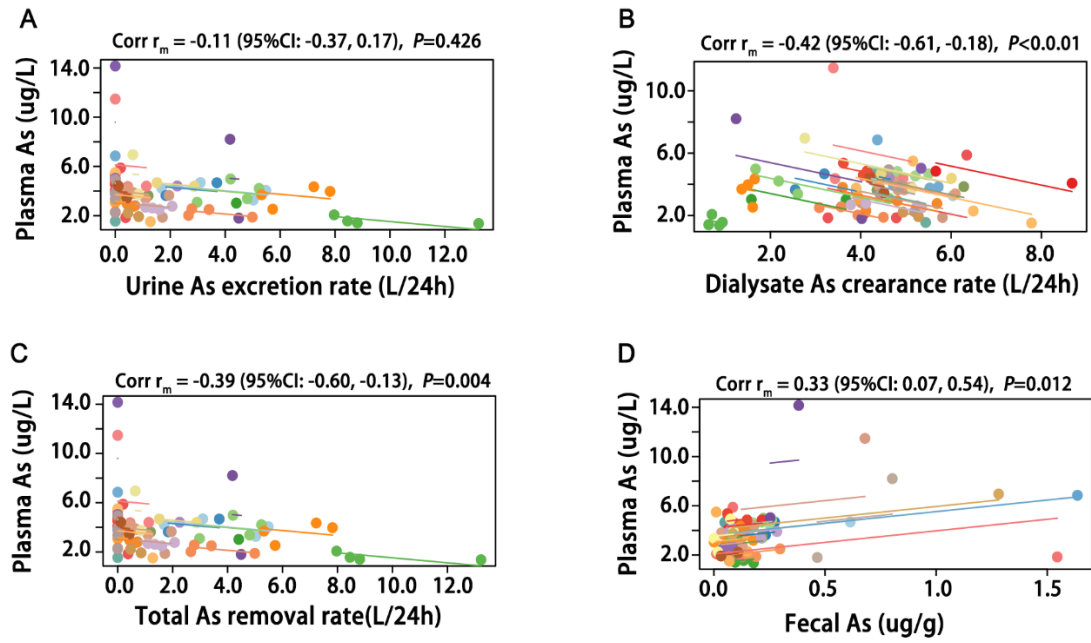 A
Corr rm = -0.11 (95%CI: -0.37, 0.17), P=0.426
Plasma As (ug/L)
14.0
10.0
6.0
2.0
0.0 2.0 4.0 6.0 8.0 10.0 12.0
Urine As excretion rate (L/24h)
B
Corr rm = -0.42 (95%CI: -0.61, -0.18), P<0.0.01
Plasma As (ug/L)
10.0
6.0
2.0
2.0 4.0 6.0 8.0
Dialysate As crearance rate (L/24h)
C
Corr rm = -0.39 (95%CI: -0.60, -0.13), P=0.004
Plasma As (ug/L)
14.0
10.0
6.0
2.0
0.0 2.0 4.0 6.0 8.0 10.0 12.0
Total As removal rate(L/24h)
D
Corr rm = 0.33 (95%CI: 0.07, 0.54), P=0.012
Plasma As (ug/L)
14.0
10.0
6.0
2.0
0.0 0.5 1.0 1.5
Fecal As (ug/g)